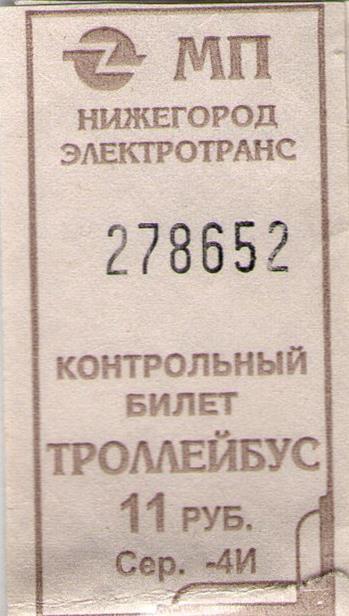 МП
НИЖЕГОРОД
ЭЛЕКТРОТРАНС
278652
КОНТРОЛЬНЫЙ
БИЛЕТ
ТРОЛЛЕЙБУС
11 РУБ.
Сер. -4И